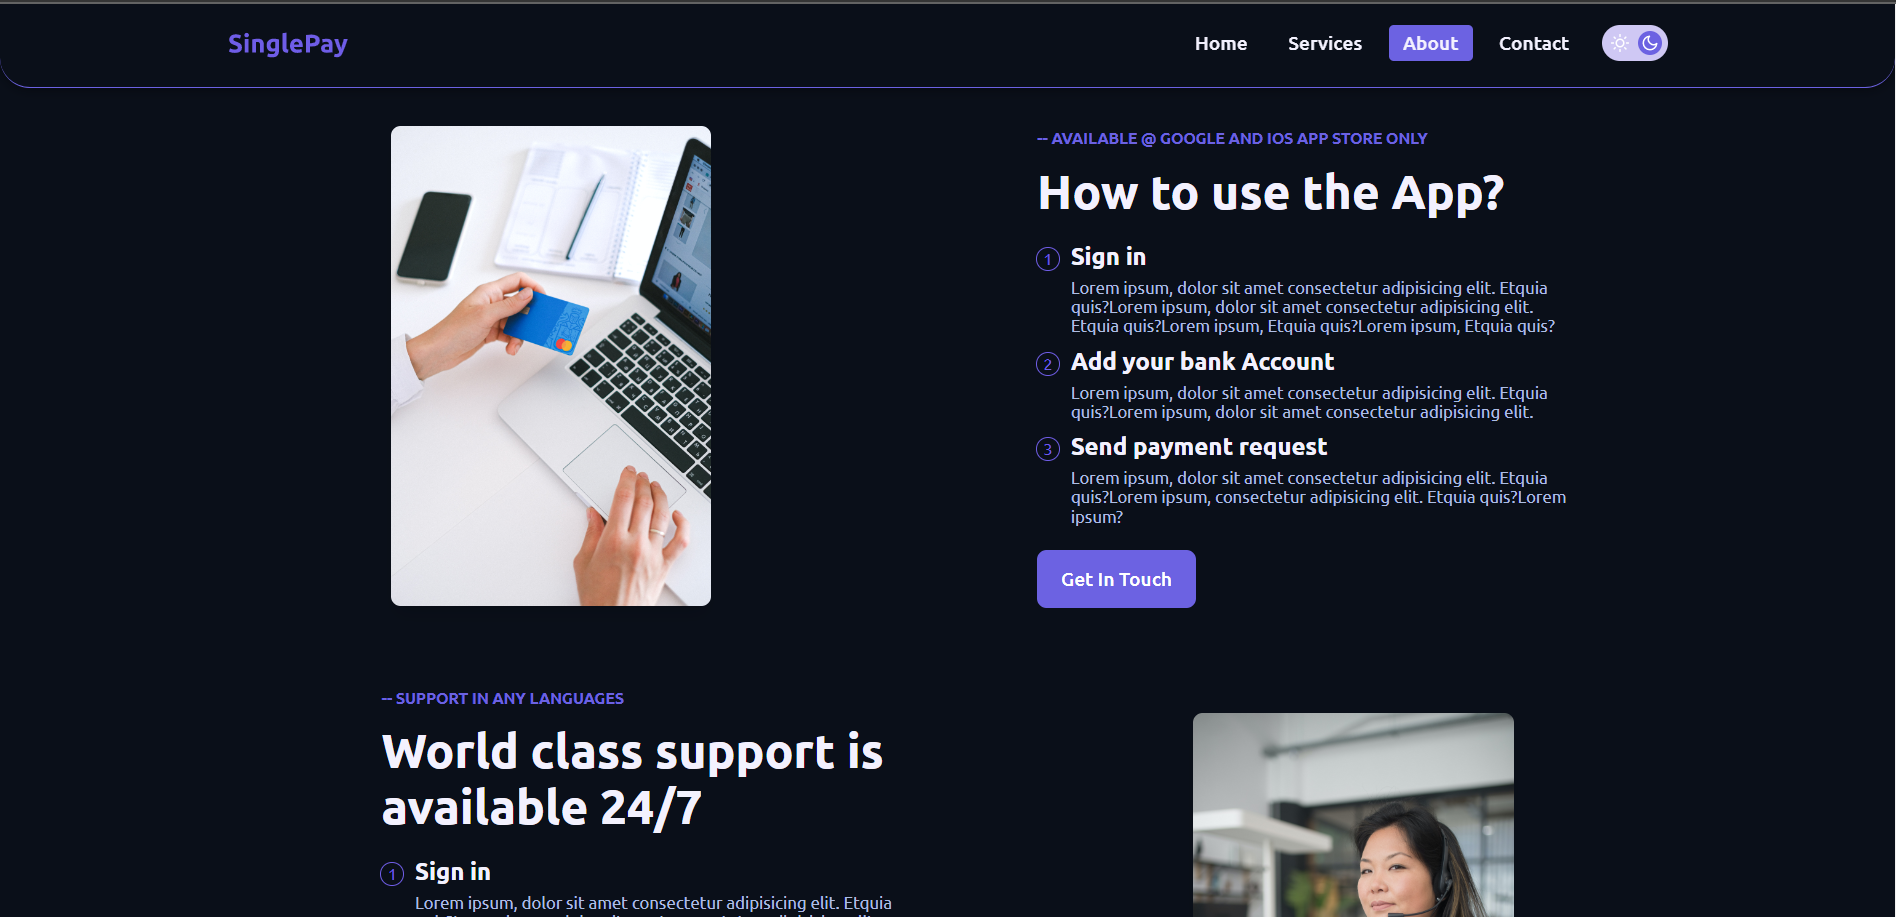 SinglePay
Home Services About Contact
-- AVAILABLE @ GOOGLE AND IOS APP STORE ONLY
How to use the App?
1 Sign in
Lorem ipsum, dolor sit amet consectetur adipisicing elit. Etquia
quis?Lorem ipsum, dolor sit amet consectetur adipisicing elit.
Etquia quis?Lorem ipsum, Etquia quis?Lorem ipsum, Etquia quis?
2 Add your bank Account
Lorem ipsum, dolor sit amet consectetur adipisicing elit. Etquia
quis?Lorem ipsum, dolor sit amet consectetur adipisicing elit.
3 Send payment request
Lorem ipsum, dolor sit amet consectetur adipisicing elit. Etquia
quis?Lorem ipsum, consectetur adipisicing elit. Etquia quis?Lorem
ipsum?
Get In Touch
-- SUPPORT IN ANY LANGUAGES
World class support is
available 24/7
1 Sign in
Lorem ipsum, dolor sit amet consectetur adipisicing elit. Etquia